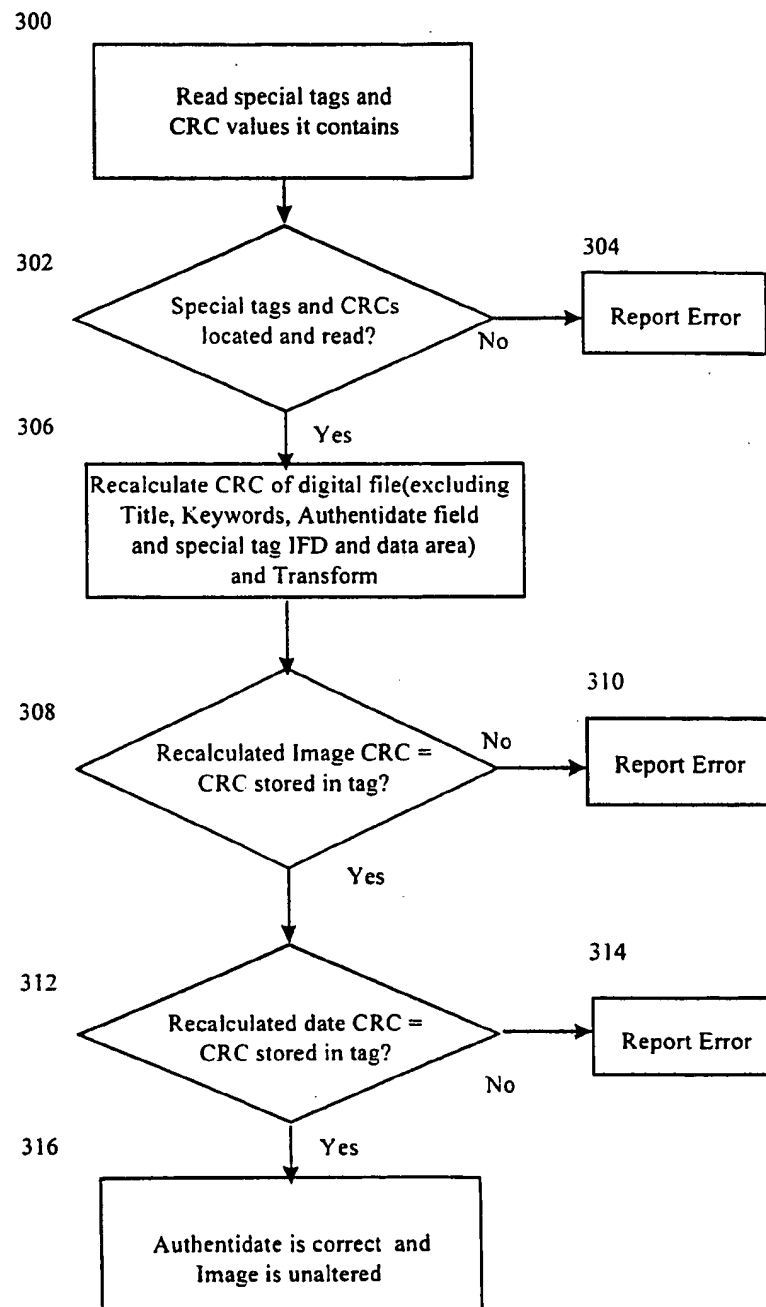 300
Read special tags and
CRC values it contains
302
304
Special tags and CRCs
located and read?
No
Report Error
306
Yes
Recalculate CRC of digital file(excluding
Title, Keywords, Authentidate field
and special tag IFD and data area)
and Transform
308
310
Recalculated Image CRC =
CRC stored in tag?
No
Report Error
Yes
312
314
Recalculated date CRC =
CRC stored in tag?
No
Report Error
316
Yes
Authentidate is correct and
Image is unaltered